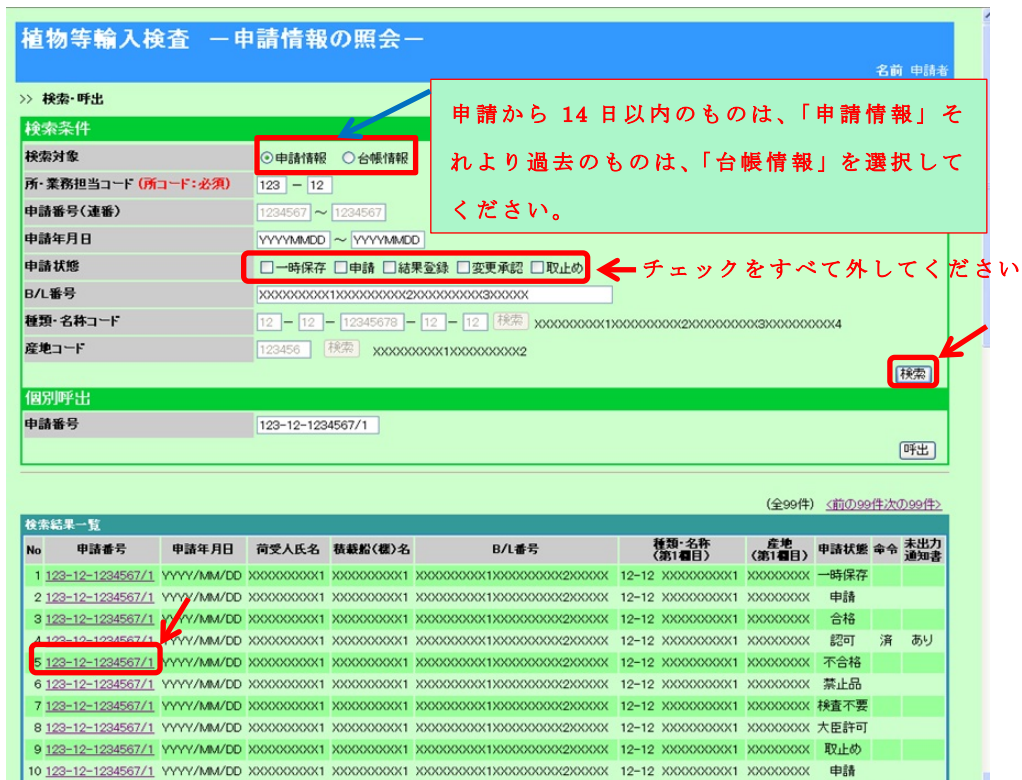 植物等輸入検査 －申請情報の照会－
名前 申請者
>> 検索・呼出
申請から 14 日以内のものは、「申請情報」そ
れより過去のものは、「台帳情報」を選択して
ください。
検索条件
検索対象 申請情報 台帳情報
所・業務担当コード (所コード:必須) 123 － 12
申請番号(連番) 1234567 ～ 1234567
申請年月日 YYYYMMDD ～ YYYYMMDD
申請状態 一時保存 申請 結果登録 変更承認 取止め
チェックをすべて外してください
B/L番号 XXXXXXXXX1XXXXXXXXX2XXXXXXXXX3XXXXX
種類・名称コード 12 － 12 － 12345678 － 12 － 12 検索 XXXXXXXXX1XXXXXXXXX2XXXXXXXXX3XXXXXXXXX4
産地コード 123456 検索 XXXXXXXXX1XXXXXXXXX2
検索
個別呼出
申請番号 123-12-1234567/1
呼出
(全99件) <前の99件次の99件>
検索結果一覧
No 申請番号 申請年月日 荷受人氏名 積載船(機)名 B/L番号 種類・名称(第1欄目) 産地(第1欄目) 申請状態 命令 未出力通知書
1 123-12-1234567/1 YYYY/MM/DD XXXXXXXXX1 XXXXXXXXX1 XXXXXXXXX1XXXXXXXXX2XXXXX 12-12 XXXXXXXXX1 XXXXXXXX 一時保存
2 123-12-1234567/1 YYYY/MM/DD XXXXXXXXX1 XXXXXXXXX1 XXXXXXXXX1XXXXXXXXX2XXXXX 12-12 XXXXXXXXX1 XXXXXXXX 申請
3 123-12-1234567/1 YYYY/MM/DD XXXXXXXXX1 XXXXXXXXX1 XXXXXXXXX1XXXXXXXXX2XXXXX 12-12 XXXXXXXXX1 XXXXXXXX 合格
4 123-12-1234567/1 YYYY/MM/DD XXXXXXXXX1 XXXXXXXXX1 XXXXXXXXX1XXXXXXXXX2XXXXX 12-12 XXXXXXXXX1 XXXXXXXX 認可 済 あり
5 123-12-1234567/1 YYYY/MM/DD XXXXXXXXX1 XXXXXXXXX1 XXXXXXXXX1XXXXXXXXX2XXXXX 12-12 XXXXXXXXX1 XXXXXXXX 不合格
6 123-12-1234567/1 YYYY/MM/DD XXXXXXXXX1 XXXXXXXXX1 XXXXXXXXX1XXXXXXXXX2XXXXX 12-12 XXXXXXXXX1 XXXXXXXX 禁止品
7 123-12-1234567/1 YYYY/MM/DD XXXXXXXXX1 XXXXXXXXX1 XXXXXXXXX1XXXXXXXXX2XXXXX 12-12 XXXXXXXXX1 XXXXXXXX 検査不要
8 123-12-1234567/1 YYYY/MM/DD XXXXXXXXX1 XXXXXXXXX1 XXXXXXXXX1XXXXXXXXX2XXXXX 12-12 XXXXXXXXX1 XXXXXXXX 大臣許可
9 123-12-1234567/1 YYYY/MM/DD XXXXXXXXX1 XXXXXXXXX1 XXXXXXXXX1XXXXXXXXX2XXXXX 12-12 XXXXXXXXX1 XXXXXXXX 取止め
10 123-12-1234567/1 YYYY/MM/DD XXXXXXXXX1 XXXXXXXXX1 XXXXXXXXX1XXXXXXXXX2XXXXX 12-12 XXXXXXXXX1 XXXXXXXX 申請